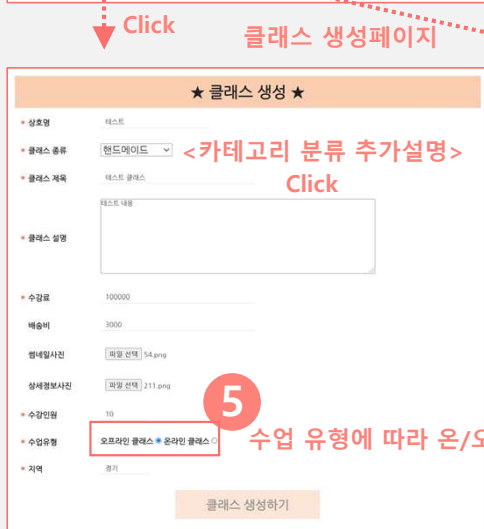 Click
클래스 생성페이지
★ 클래스 생성 ★
* 상호명 테스트
* 클래스 종류 핸드메이드 <카테고리 분류 추가설명>
Click
* 클래스 제목 테스트 클래스
* 클래스 설명 테스트 내용
* 수강료 100000
배송비 3000
썸네일사진 파일 선택 54.png
상세정보사진 파일 선택 211.png
* 수강인원 10
5
* 수업유형 오프라인 클래스 온라인 클래스
수업 유형에 따라 온/오
* 지역 경기
클래스 생성하기